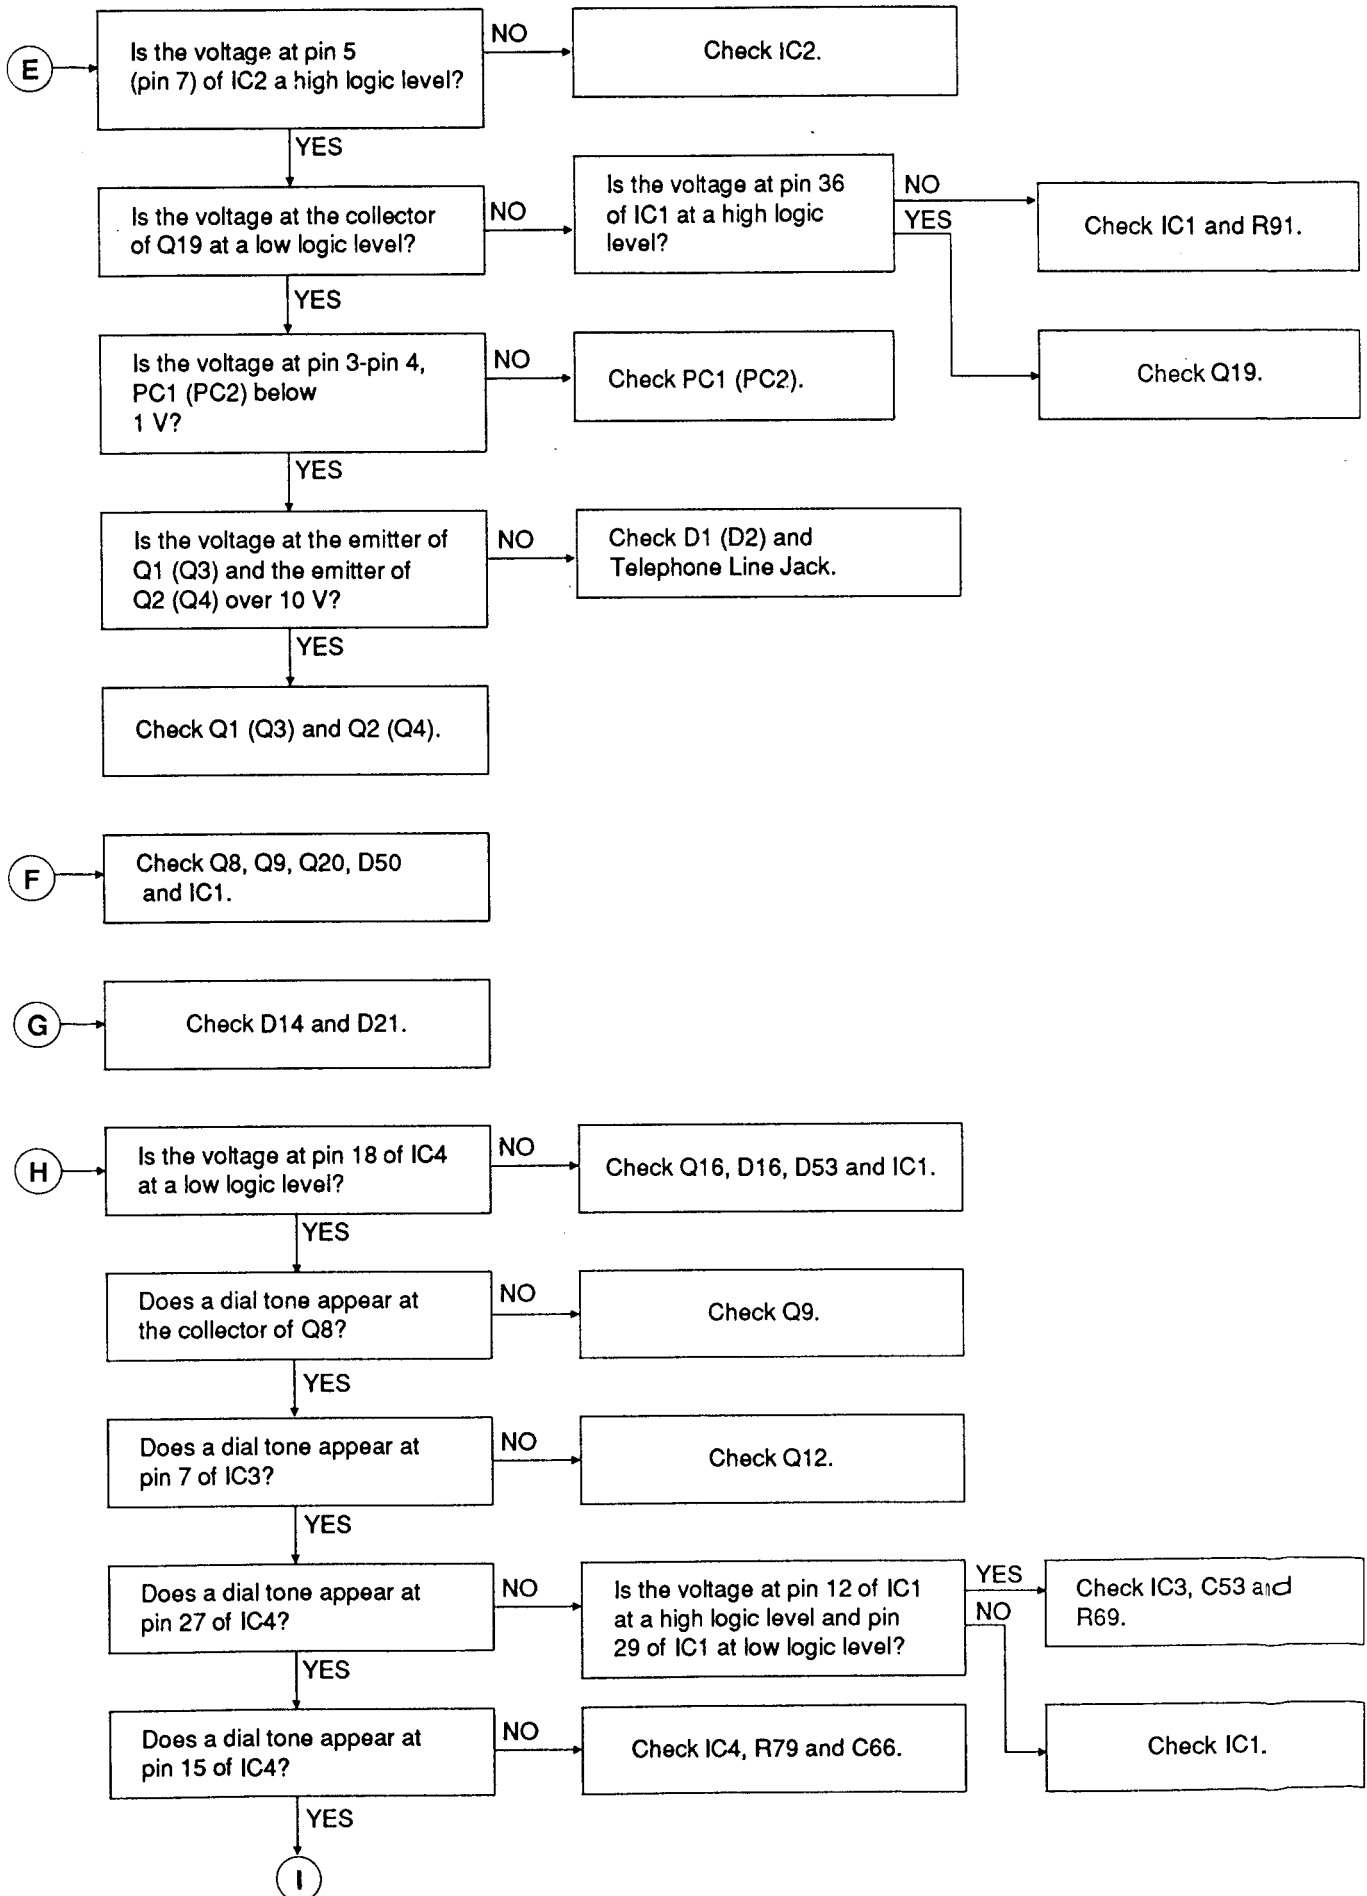 E
Is the voltage at pin 5
(pin 7) of IC2 a high logic level?
NO
Check IC2.
YES
Is the voltage at the collector
of Q19 at a low logic level?
NO
Is the voltage at pin 36
of IC1 at a high logic
level?
NO
YES
Check IC1 and R91.
Check Q19.
YES
Is the voltage at pin 3-pin 4,
PC1 (PC2) below
1 V?
NO
Check PC1 (PC2).
YES
Is the voltage at the emitter of
Q1 (Q3) and the emitter of
Q2 (Q4) over 10 V?
NO
Check D1 (D2) and
Telephone Line Jack.
YES
Check Q1 (Q3) and Q2 (Q4).
F
Check Q8, Q9, Q20, D50
and IC1.
G
Check D14 and D21.
H
Is the voltage at pin 18 of IC4
at a low logic level?
NO
Check Q16, D16, D53 and IC1.
YES
Does a dial tone appear at
the collector of Q8?
NO
Check Q9.
YES
Does a dial tone appear at
pin 7 of IC3?
NO
Check Q12.
YES
Does a dial tone appear at
pin 27 of IC4?
NO
Is the voltage at pin 12 of IC1
at a high logic level and pin
29 of IC1 at low logic level?
YES
NO
Check IC3, C53 and
R69.
Check IC1.
YES
Does a dial tone appear at
pin 15 of IC4?
NO
Check IC4, R79 and C66.
YES
I